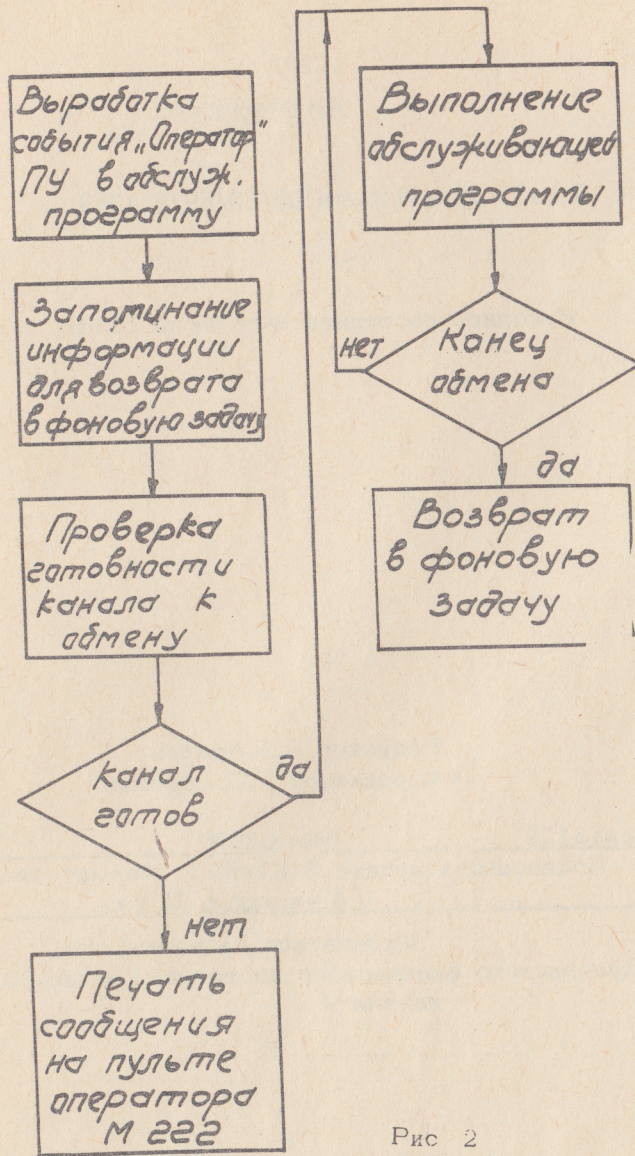 Выработка
события „Оператор"
ПУ в обслуж.
программу
Запоминание
информации
для возврата
в фоновую задачу
Проверка
готовности
канала к
обмену
канал
готов
да
нет
Печать
сообщения
на пульте
оператора
М 222
Выполнение
обслуживающей
программы
нет
Конец
обмена
да
Возврат
в фоновую
задачу
Рис 2